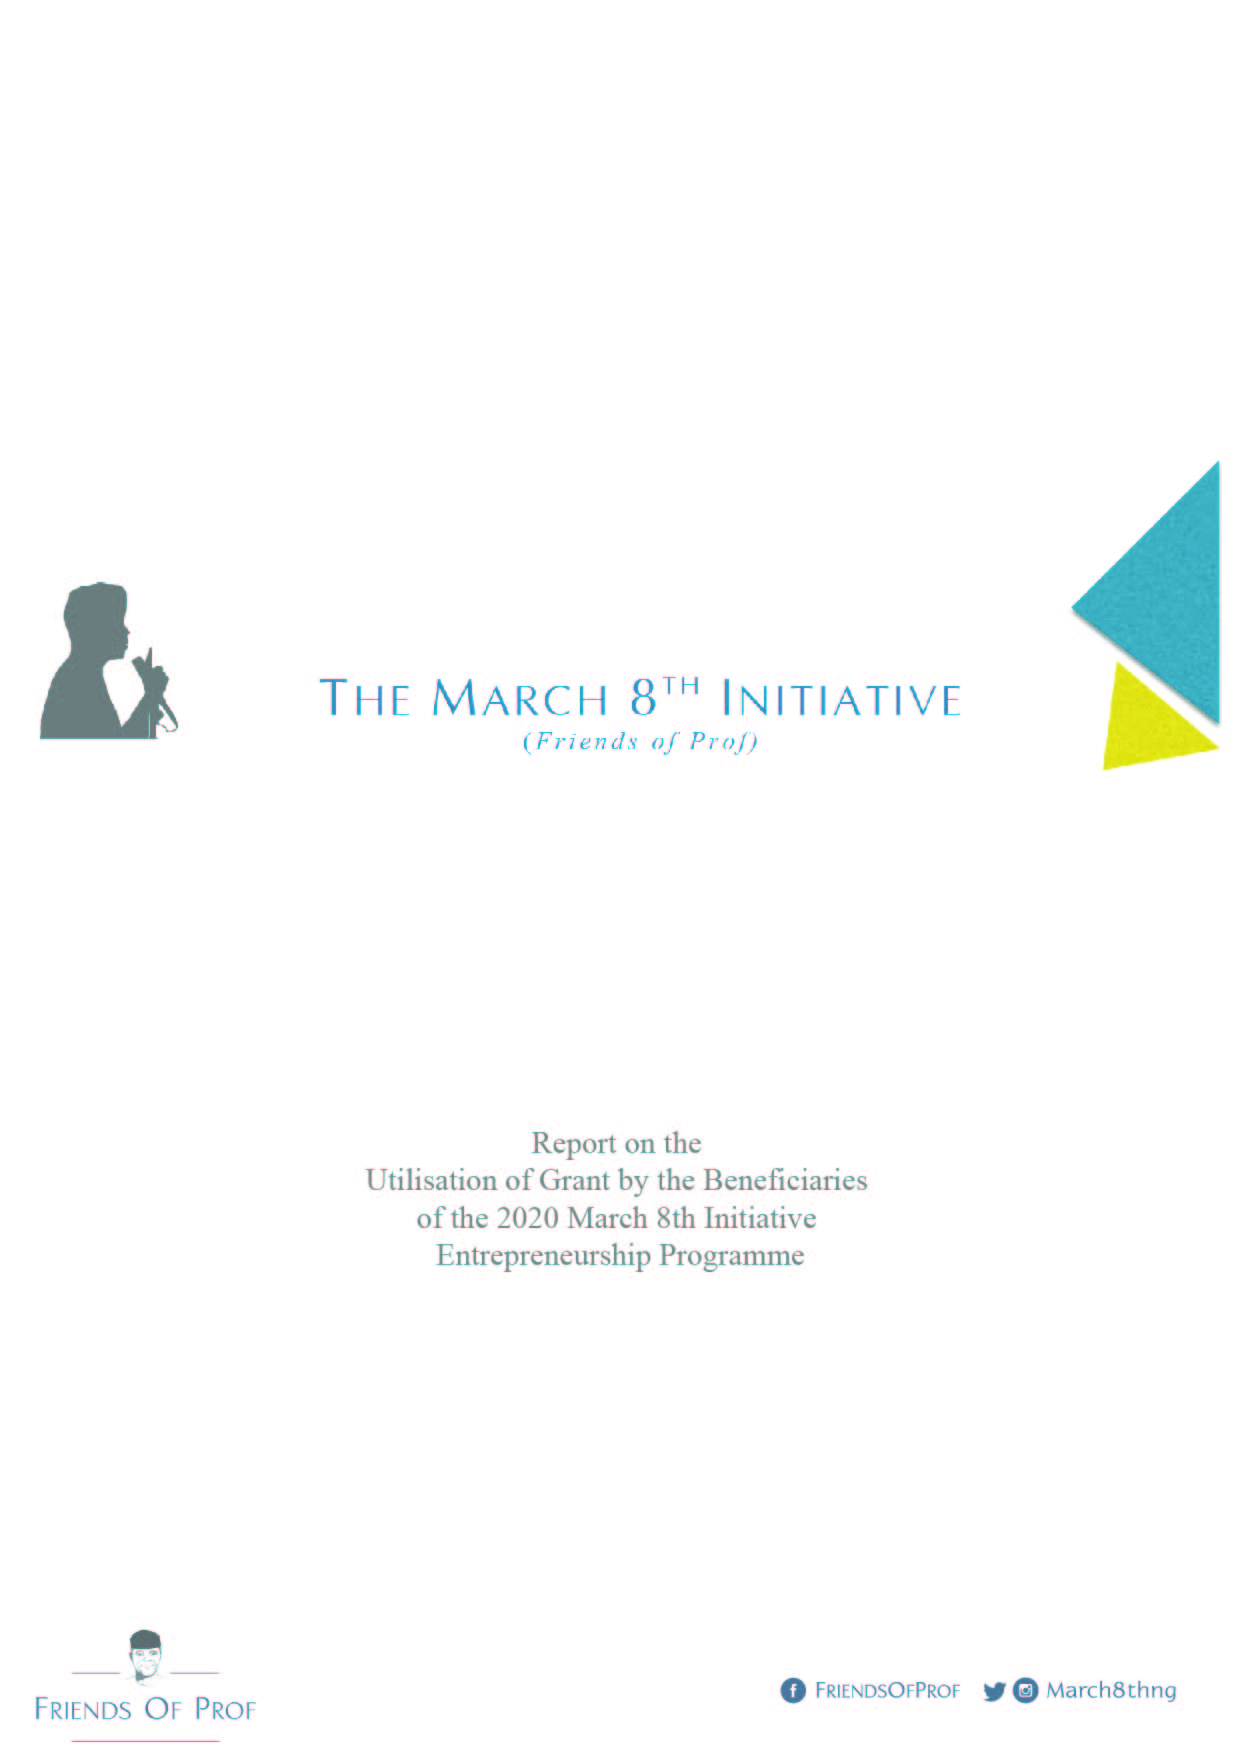 THE MARCH 8TH INITIATIVE
(Friends of Prof)
Report on the
Utilisation of Grant by the Beneficiaries
of the 2020 March 8th Initiative
Entrepreneurship Programme
FRIENDS OF PROF
FRIENDSOFPROF March8thng